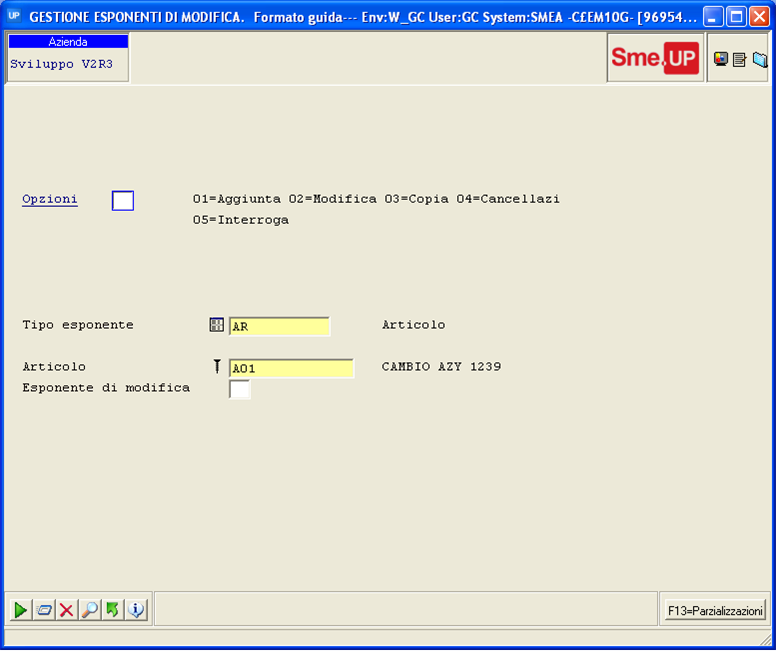 UP GESTIONE ESPONENTI DI MODIFICA. Formato guida--- Env:W_GC User:GC System:SMEA -C£EM10G- [96954...
Azienda
Sviluppo V2R3
Sme.UP
Opzioni 01=Aggiunta 02=Modifica 03=Copia 04=Cancellazi
05=Interroga
Tipo esponente AR Articolo
Articolo A01 CAMBIO AZY 1239
Esponente di modifica
F13=Parzializzazioni